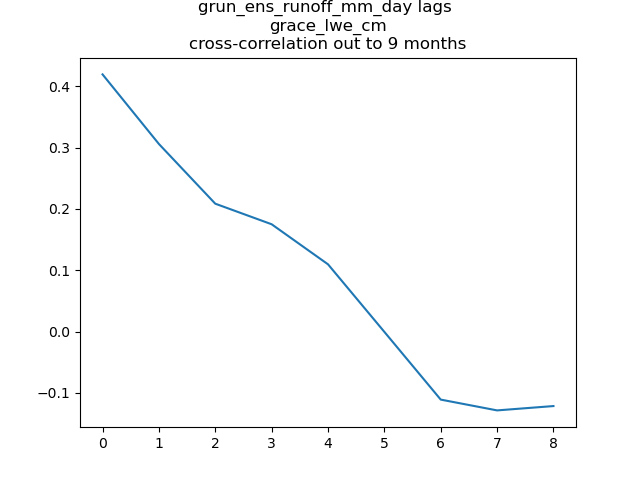 grun_ens_runoff_mm_day lags
grace_lwe_cm
cross-correlation out to 9 months
0.4
0.3
0.2
0.1
0.0
−0.1
0 1 2 3 4 5 6 7 8